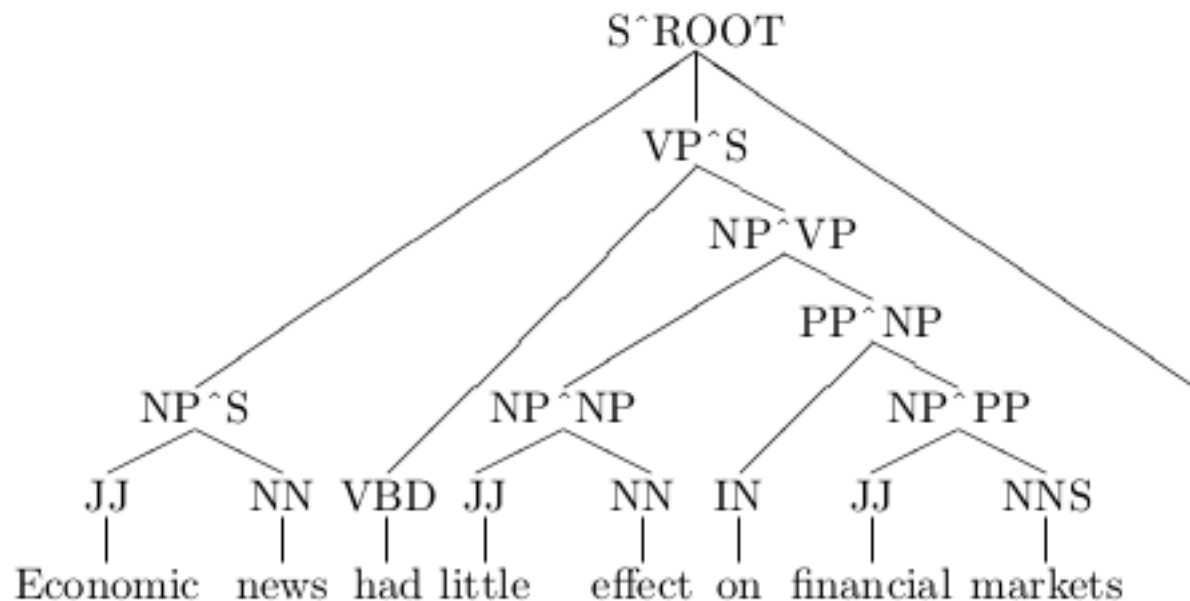 S^ROOT
VP^S
NP^VP
PP^NP
NP^S NP^NP NP^PP
JJ NN VBD JJ NN IN JJ NNS
Economic news had little effect on financial markets